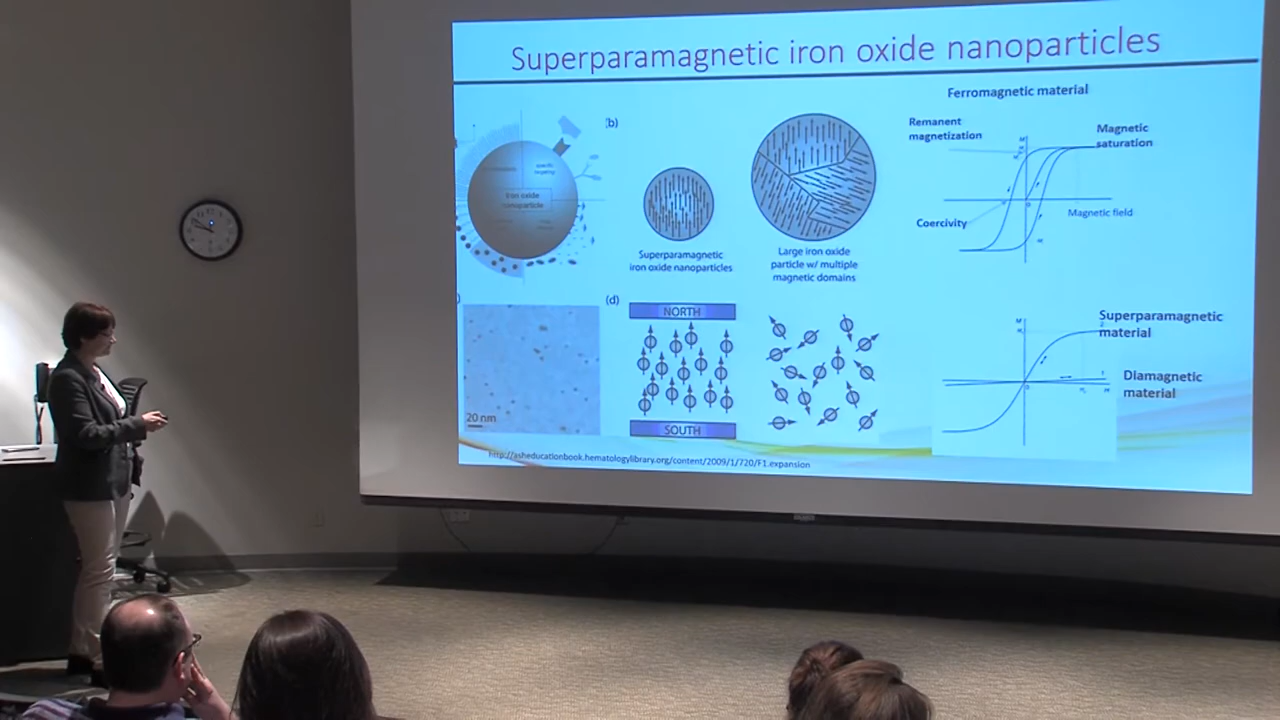 Superparamagnetic iron oxide nanoparticles
(b)
specific
targeting
Iron oxide
nanoparticle
Superparamagnetic
iron oxide nanoparticles
Large iron oxide
particle w/ multiple
magnetic domains
Ferromagnetic material
Remanent
magnetization
Magnetic
saturation
Coercivity
Magnetic field
20 nm
(d)
NORTH
SOUTH
Superparamagnetic
material
Diamagnetic
material
Http://asheducationbook.hematologylibrary.org/content/2009/1/720/F1.expansion